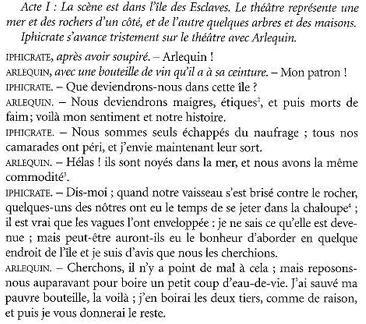 Acte I : La scène est dans l'île des Esclaves. Le théâtre représente une
mer et des rochers d'un côté, et de l'autre quelques arbres et des maisons.
Iphicrate s'avance tristement sur le théâtre avec Arlequin.
IPHICRATE, après avoir soupiré. – Arlequin !
ARLEQUIN, avec une bouteille de vin qu'il a à sa ceinture. – Mon patron !
IPHICRATE. – Que deviendrons-nous dans cette île ?
ARLEQUIN. – Nous deviendrons maigres, étiques², et puis morts de
faim ; voilà mon sentiment et notre histoire.
IPHICRATE. – Nous sommes seuls échappés du naufrage ; tous nos
camarades ont péri, et j'envie maintenant leur sort.
ARLEQUIN. – Hélas ! ils sont noyés dans la mer, et nous avons la même
commodité³.
IPHICRATE. – Dis-moi ; quand notre vaisseau s'est brisé contre le rocher,
quelques-uns des nôtres ont eu le temps de se jeter dans la chaloupe⁴ ;
il est vrai que les vagues l'ont enveloppée : je ne sais ce qu'elle est deve-
nue ; mais peut-être auront-ils eu le bonheur d'aborder en quelque
endroit de l'île et je suis d'avis que nous les cherchions.
ARLEQUIN. – Cherchons, il n'y a point de mal à cela ; mais reposons-
nous auparavant pour boire un petit coup d'eau-de-vie. J'ai sauvé ma
pauvre bouteille, la voilà ; j'en boirai les deux tiers, comme de raison,
et puis je vous donnerai le reste.